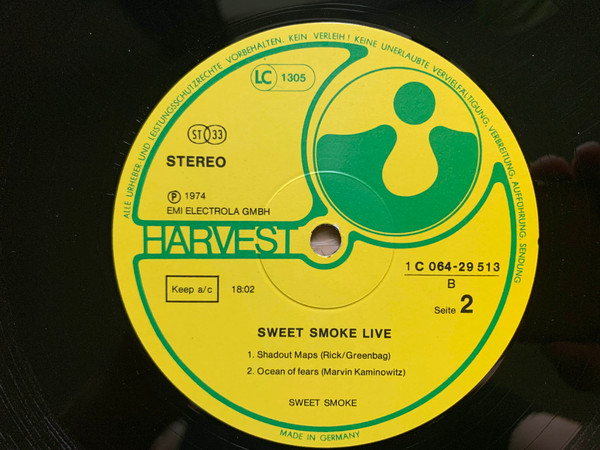 ALLE URHEBER-UND LEISTUNGSSCHUTZRECHTE VORBEHALTEN. KEIN VERLEIH! KEINE UNERLAUBTE VERVIELFÄLTIGUNG, VERBREITUNG, AUFFÜHRUNG, SENDUNG
LC 1305
ST 33
STEREO
P 1974
EMI ELECTROLA GMBH
HARVEST
1 C 064-29 513
B
Keep a/c 18:02
Seite 2
SWEET SMOKE LIVE
1. Shadout Maps (Rick/Greenbag)
2. Ocean of fears (Marvin Kaminowitz)
SWEET SMOKE
MADE IN GERMANY